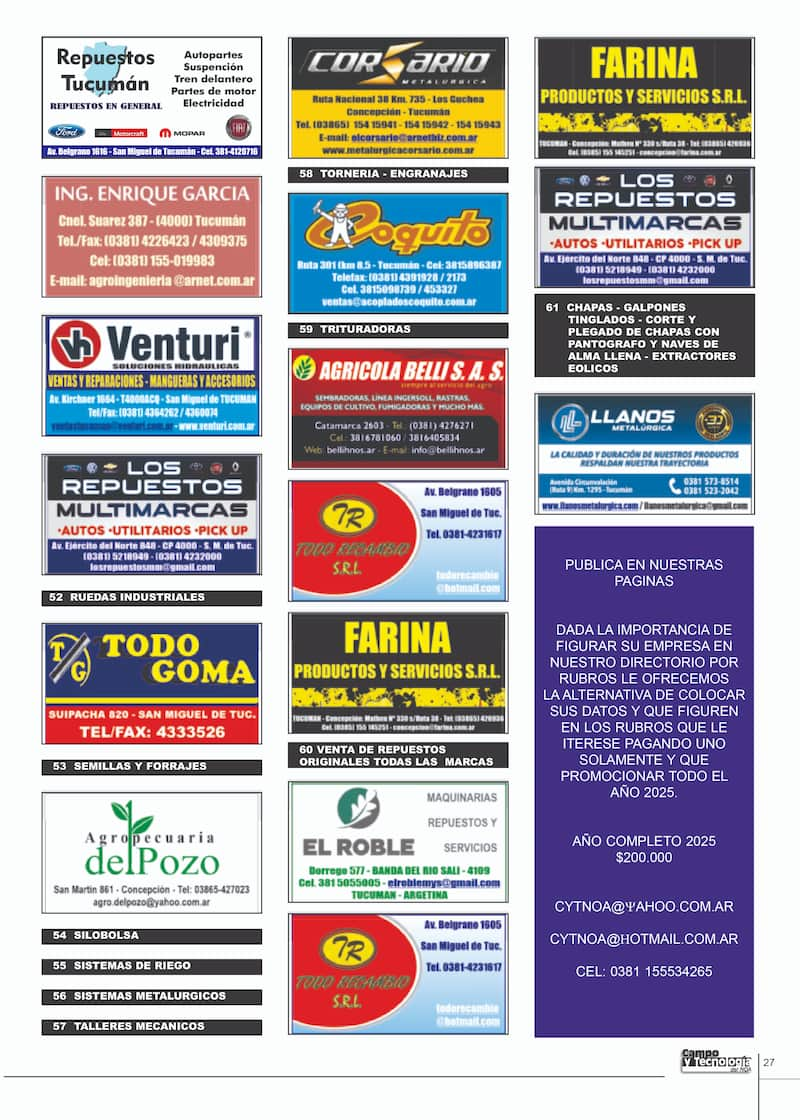 Repuestos
Tucumán
REPUESTOS EN GENERAL
Autopartes
Suspención
Tren delantero
Partes de motor
Electricidad
Ford
Motorcraft
MOPAR
FIAT
Av. Belgrano 1616 - San Miguel de Tucumán - Cel. 381-4120716
ING. ENRIQUE GARCIA
Cnel. Suarez 387 - (4000) Tucumán
Tel./Fax: (0381) 4226423 / 4309375
Cel: (0381) 155-019983
E-mail: agroingenieria @arnet.com.ar
Venturi®
SOLUCIONES HIDRAULICAS
VENTAS Y REPARACIONES - MANGUERAS Y ACCESORIOS
Av. Kirchner 1664 - T4000ACQ - San Miguel de TUCUMAN
Tel/Fax: (0381) 4364262 / 4360074
ventastucuman@venturi.com.ar - www.venturi.com.ar
LOS
REPUESTOS
MULTIMARCAS
•AUTOS •UTILITARIOS •PICK UP
Av. Ejército del Norte 848 - CP 4000 - S. M. de Tuc.
(0381) 5218949 - (0381) 4232000
losrepuestosmm@gmail.com
52 RUEDAS INDUSTRIALES
TG
TODO
GOMA
SUIPACHA 820 - SAN MIGUEL DE TUC.
TEL/FAX: 4333526
53 SEMILLAS Y FORRAJES
Agropecuaria
delPozo
San Martín 861 - Concepción - Tel: 03865-427023
agro.delpozo@yahoo.com.ar
54 SILOBOLSA
55 SISTEMAS DE RIEGO
56 SISTEMAS METALURGICOS
57 TALLERES MECANICOS
CORSARIO
METALURGICA
Ruta Nacional 38 Km. 735 - Los Guchea
Concepción - Tucumán
Tel. (03865) 154 15941 - 154 15942 - 154 15943
E-mail: elcorsario@arnetbiz.com.ar
www.metalurgicacorsario.com.ar
58 TORNERIA - ENGRANAJES
Coquito
Ruta 301 (km 8,5 - Tucumán - Cel: 3815896387
Telefax: (0381) 4391928 / 2173
Cel. 3815098739 / 453327
ventas@acopladoscoquito.com.ar
59 TRITURADORAS
AGRICOLA BELLI S. A. S.
siempre al servicio del agro
SEMBRADORAS, LÍNEA INGERSOLL, RASTRAS,
EQUIPOS DE CULTIVO, FUMIGADORAS Y MUCHO MÁS.
Catamarca 2603 - Tel.: (0381) 4276271
Cel.: 3816781060 / 3816405834
Web: bellihnos.ar - E-mail: info@bellihnos.ar
TR
TODO RECAMBIO
S.R.L.
Av. Belgrano 1605
San Miguel de Tuc.
Tel. 0381-4231617
todorecambio
@hotmail.com
FARINA
PRODUCTOS Y SERVICIOS S.R.L.
TUCUMAN - Concepción: Mathen Nº 330 s/Ruta 38 - Tel: (03865) 426936
Cel. (0385) 155 145251 - concepcion@farina.com.ar
60 VENTA DE REPUESTOS
ORIGINALES TODAS LAS MARCAS
EL ROBLE
MAQUINARIAS
REPUESTOS Y
SERVICIOS
Dorrego 577 - BANDA DEL RIO SALI - 4109
Cel. 381 5055005 - elroblemys@gmail.com
TUCUMAN - ARGETINA
TR
TODO RECAMBIO
S.R.L.
Av. Belgrano 1605
San Miguel de Tuc.
Tel. 0381-4231617
todorecambio
@hotmail.com
FARINA
PRODUCTOS Y SERVICIOS S.R.L.
TUCUMAN - Concepción: Mathen Nº 330 s/Ruta 38 - Tel: (03865) 426936
Cel. (0385) 155 145251 - concepcion@farina.com.ar
LOS
REPUESTOS
MULTIMARCAS
•AUTOS •UTILITARIOS •PICK UP
Av. Ejército del Norte 848 - CP 4000 - S. M. de Tuc.
(0381) 5218949 - (0381) 4232000
losrepuestosmm@gmail.com
61 CHAPAS - GALPONES
TINGLADOS - CORTE Y
PLEGADO DE CHAPAS CON
PANTOGRAFO Y NAVES DE
ALMA LLENA - EXTRACTORES
EOLICOS
LLANOS
METALÚRGICA
30
LA CALIDAD Y DURACIÓN DE NUESTROS PRODUCTOS
RESPALDAN NUESTRA TRAYECTORIA
Avenida Circunvalación
(Ruta 9) Km. 1295 - Tucumán
0381 573-8514
0381 523-2042
www.llanosmetalurgica.com / llanosmetalurgica@gmail.com
PUBLICA EN NUESTRAS
PAGINAS
DADA LA IMPORTANCIA DE
FIGURAR SU EMPRESA EN
NUESTRO DIRECTORIO POR
RUBROS LE OFRECEMOS
LA ALTERNATIVA DE COLOCAR
SUS DATOS Y QUE FIGUREN
EN LOS RUBROS QUE LE
ITERESE PAGANDO UNO
SOLAMENTE Y QUE
PROMOCIONAR TODO EL
AÑO 2025.
AÑO COMPLETO 2025
$200.000
CYTNOA@ΨAHOO.COM.AR
CYTNOA@HOTMAIL.COM.AR
CEL: 0381 155534265
Campo
y Tecnología
del NOA
27